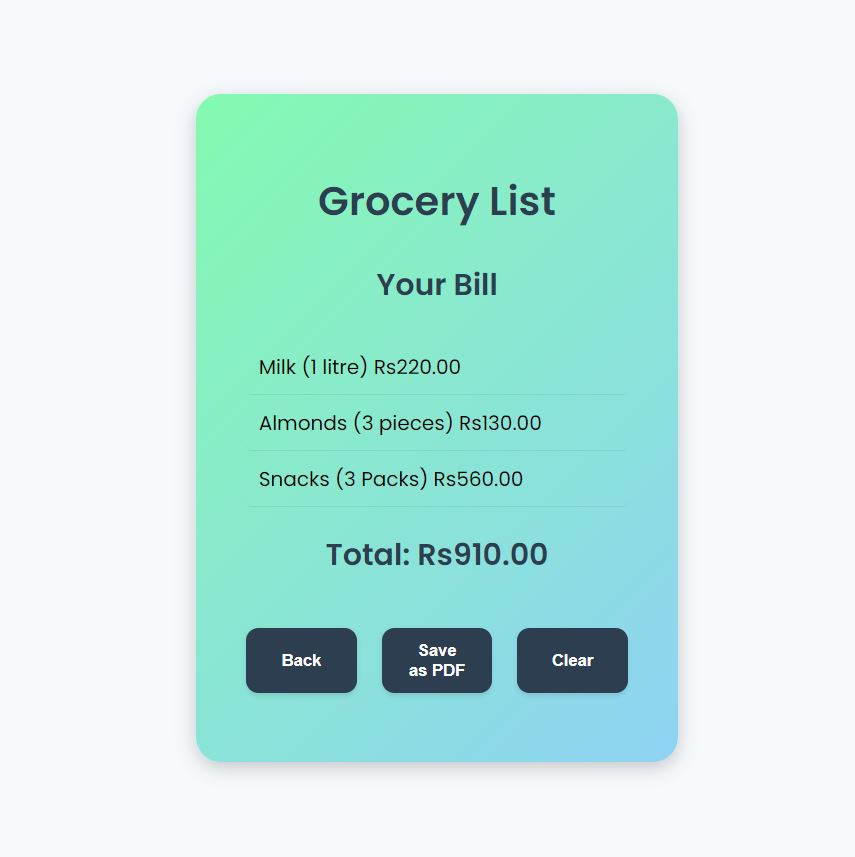 Grocery List
Your Bill
Milk (1 litre) Rs220.00
Almonds (3 pieces) Rs130.00
Snacks (3 Packs) Rs560.00
Total: Rs910.00
Back
Save
as PDF
Clear